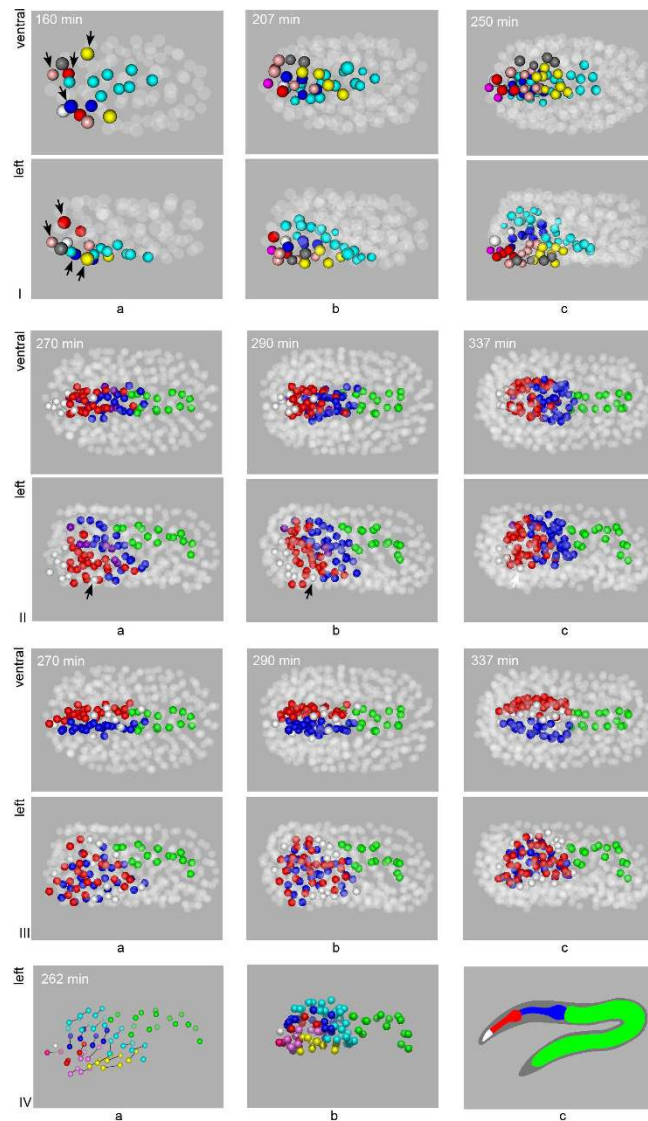 ventral
160 min
207 min
250 min
left
I
a
b
c
ventral
270 min
290 min
337 min
left
II
a
b
c
ventral
270 min
290 min
337 min
left
III
a
b
c
left
262 min
IV
a
b
c